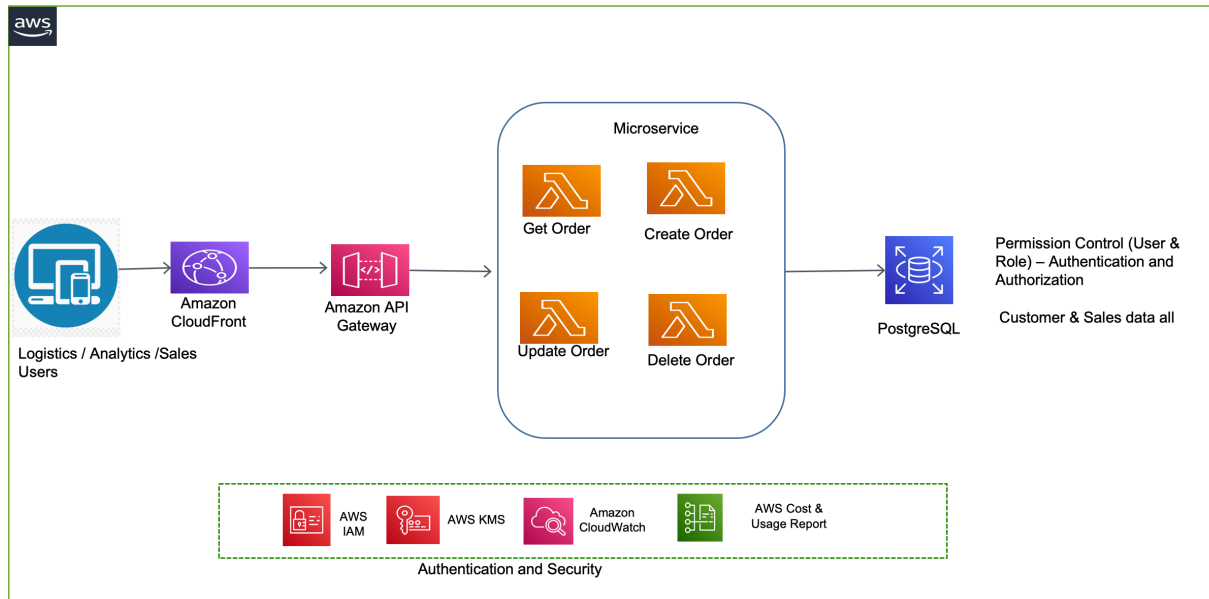 aws
Microservice
Get Order
Create Order
Amazon
CloudFront
Amazon API
Gateway
Update Order
Delete Order
Logistics / Analytics /Sales
Users
PostgreSQL
Permission Control (User &
Role) – Authentication and
Authorization
Customer & Sales data all
AWS
IAM
AWS KMS
Amazon
CloudWatch
AWS Cost &
Usage Report
Authentication and Security